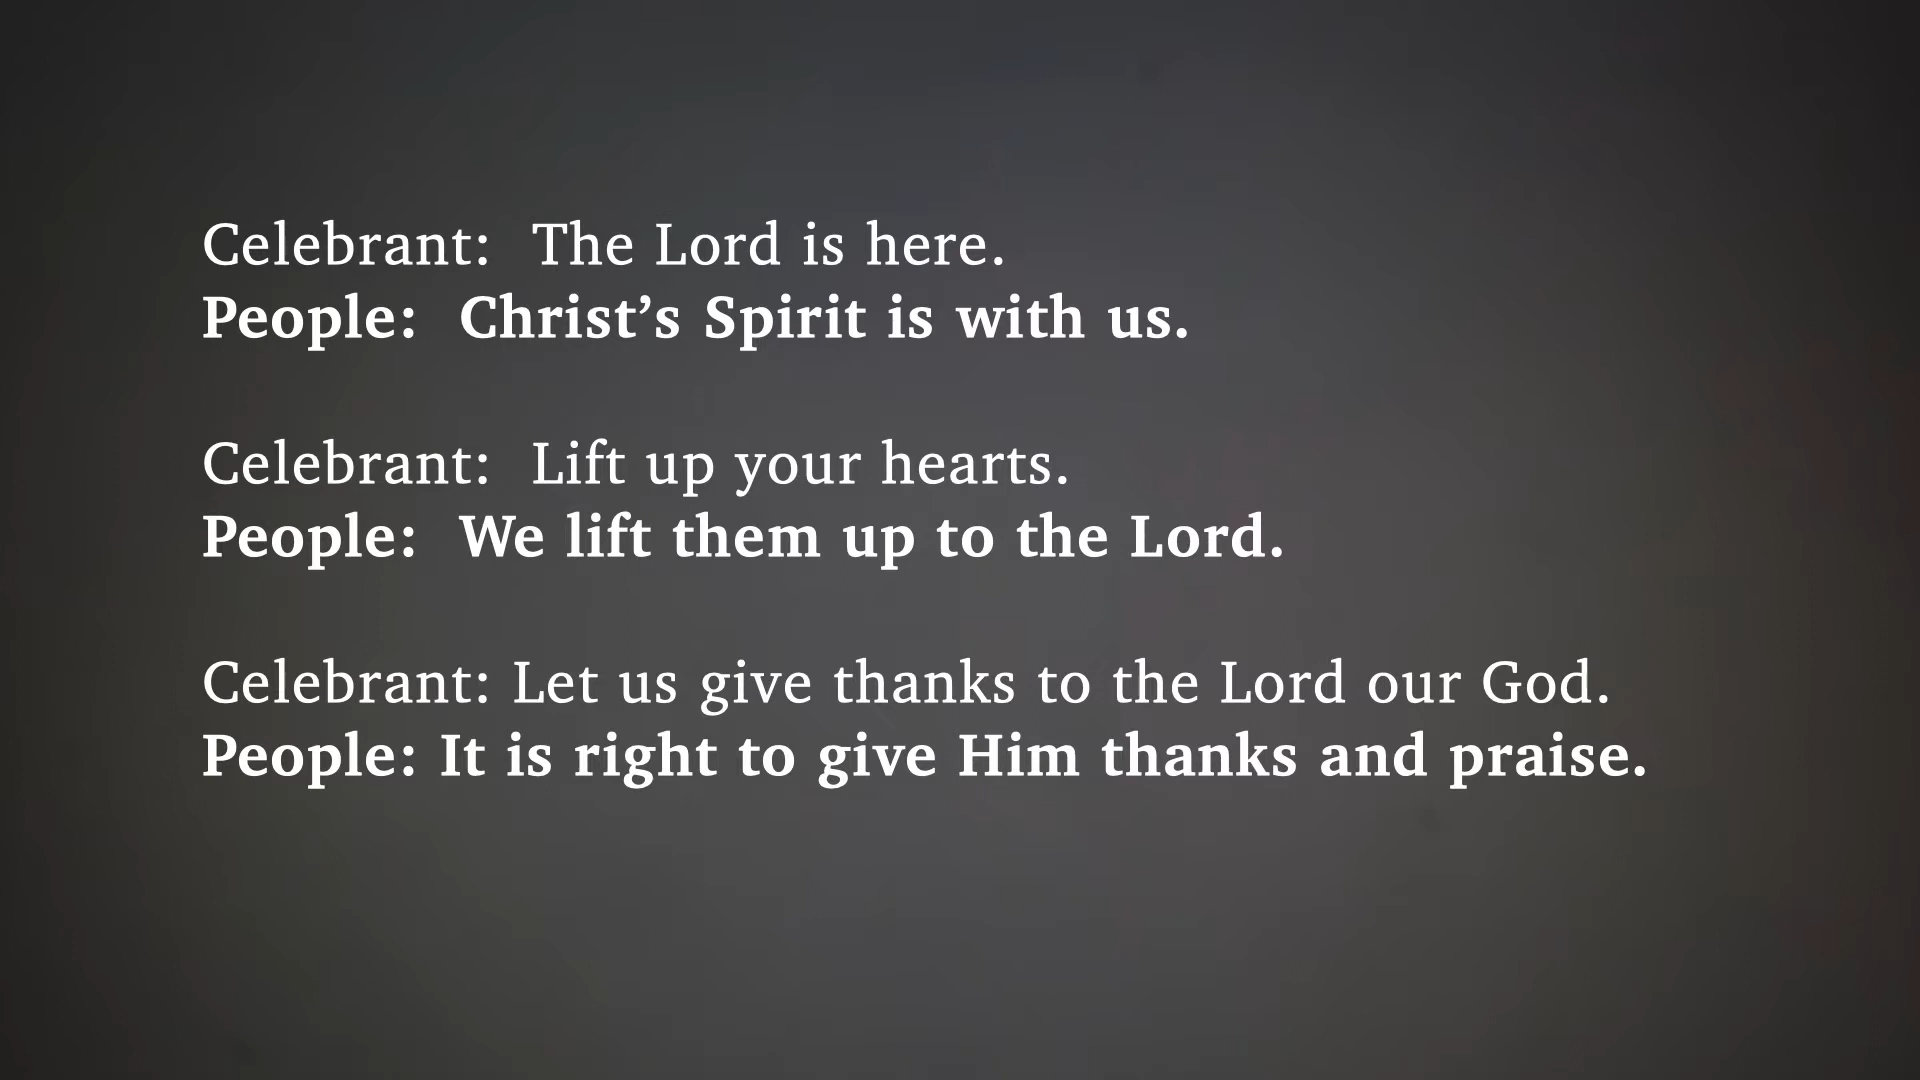 Celebrant:  The Lord is here.
People:  Christ’s Spirit is with us.
Celebrant:  Lift up your hearts.
People:  We lift them up to the Lord.
Celebrant: Let us give thanks to the Lord our God.
People: It is right to give Him thanks and praise.